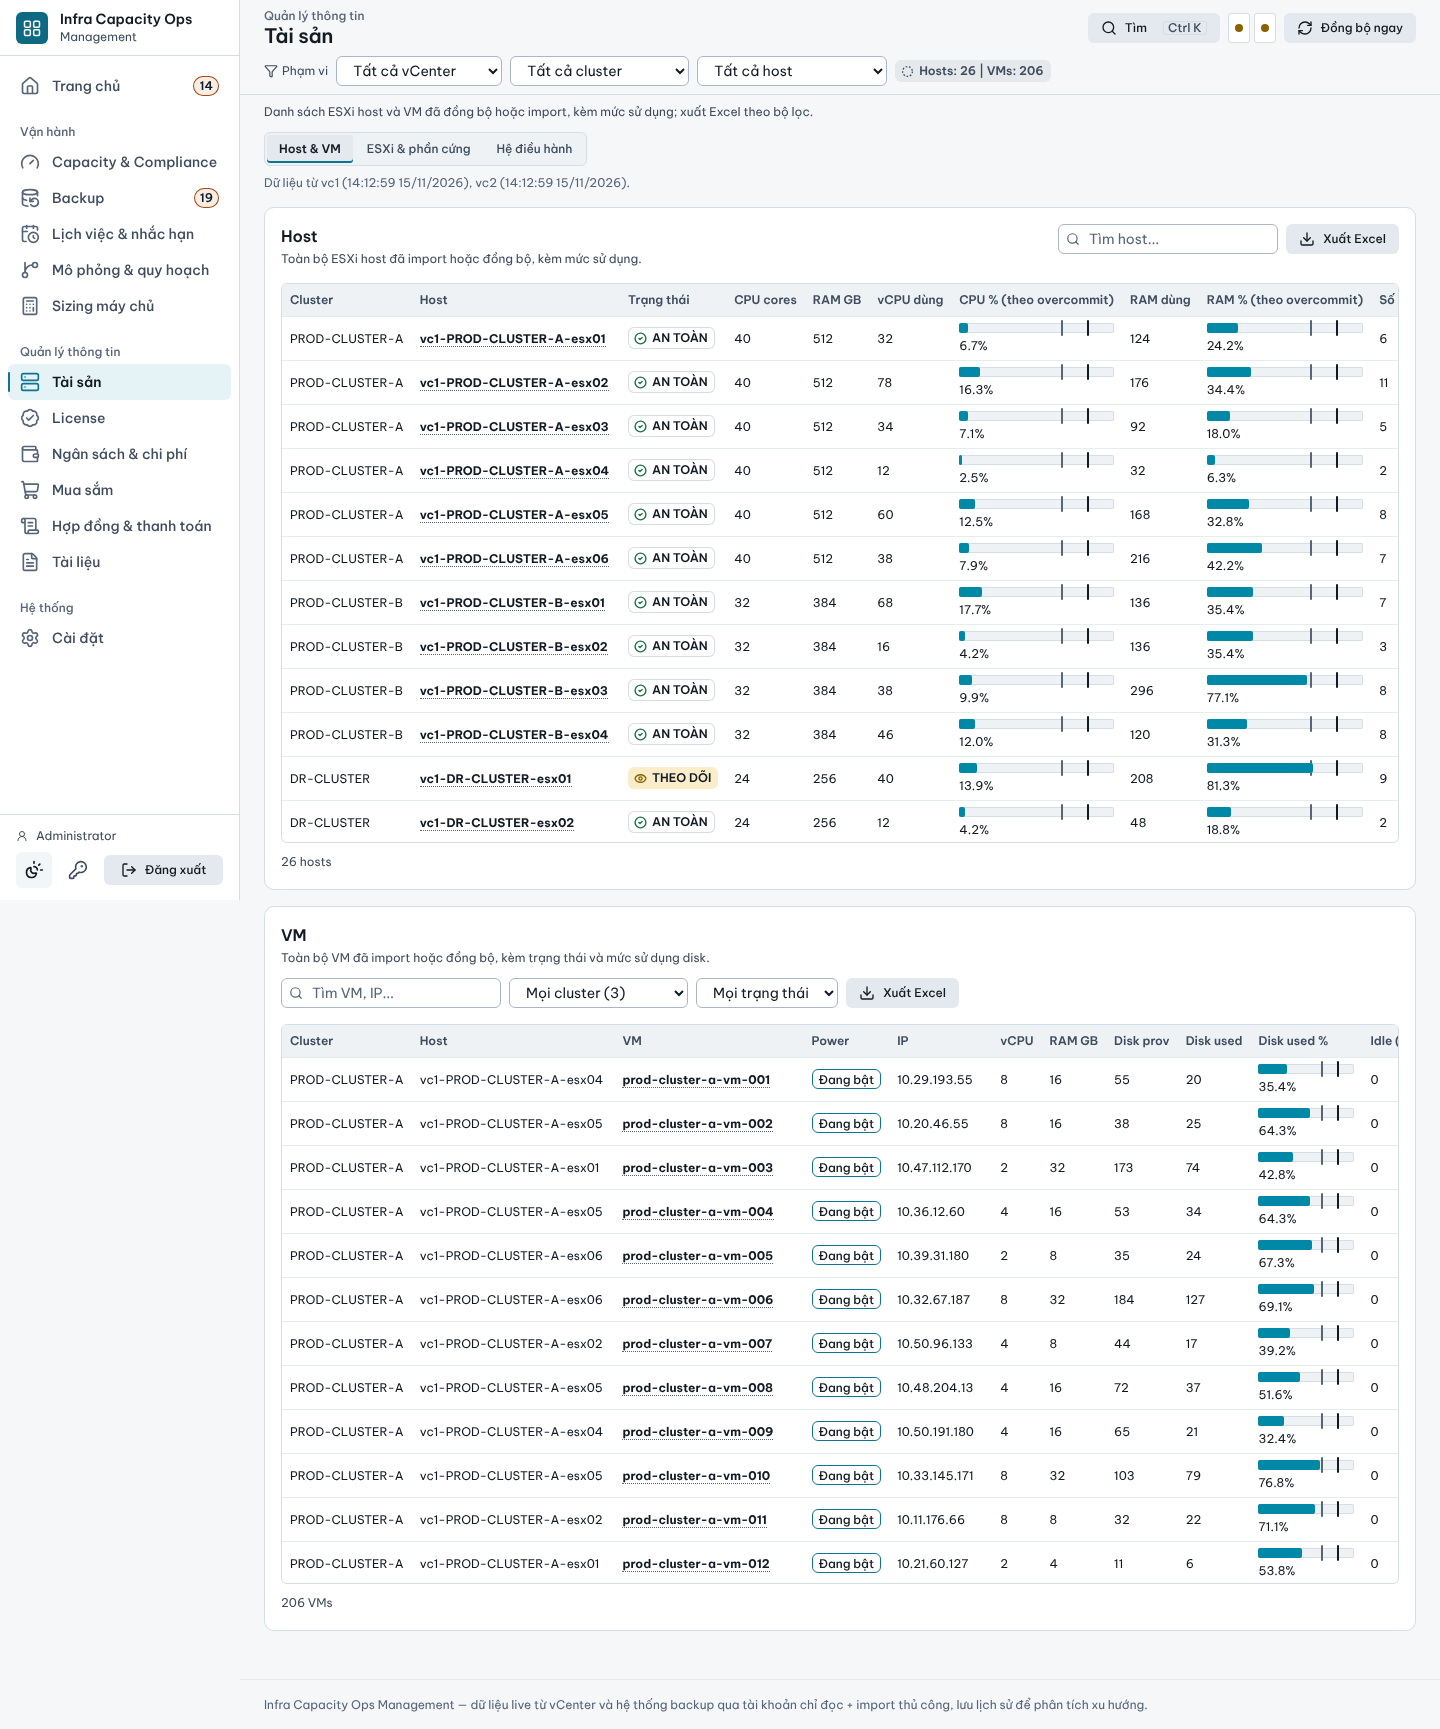 Infra Capacity Ops
Management
Trang chủ 14
Vận hành
Capacity & Compliance
Backup 19
Lịch việc & nhắc hạn
Mô phỏng & quy hoạch
Sizing máy chủ
Quản lý thông tin
Tài sản
License
Ngân sách & chi phí
Mua sắm
Hợp đồng & thanh toán
Tài liệu
Hệ thống
Cài đặt
Administrator
Đăng xuất
Quản lý thông tin
Tài sản
Tìm Ctrl K
Đồng bộ ngay
Phạm vi Tất cả vCenter Tất cả cluster Tất cả host Hosts: 26 | VMs: 206
Danh sách ESXi host và VM đã đồng bộ hoặc import, kèm mức sử dụng; xuất Excel theo bộ lọc.
Host & VM ESXi & phần cứng Hệ điều hành
Dữ liệu từ vc1 (14:12:59 15/11/2026), vc2 (14:12:59 15/11/2026).
Host
Toàn bộ ESXi host đã import hoặc đồng bộ, kèm mức sử dụng.
Tìm host... Xuất Excel
Cluster Host Trạng thái CPU cores RAM GB vCPU dùng CPU % (theo overcommit) RAM dùng RAM % (theo overcommit) Số
PROD-CLUSTER-A vc1-PROD-CLUSTER-A-esx01 AN TOÀN 40 512 32 6.7% 124 24.2% 6
PROD-CLUSTER-A vc1-PROD-CLUSTER-A-esx02 AN TOÀN 40 512 78 16.3% 176 34.4% 11
PROD-CLUSTER-A vc1-PROD-CLUSTER-A-esx03 AN TOÀN 40 512 34 7.1% 92 18.0% 5
PROD-CLUSTER-A vc1-PROD-CLUSTER-A-esx04 AN TOÀN 40 512 12 2.5% 32 6.3% 2
PROD-CLUSTER-A vc1-PROD-CLUSTER-A-esx05 AN TOÀN 40 512 60 12.5% 168 32.8% 8
PROD-CLUSTER-A vc1-PROD-CLUSTER-A-esx06 AN TOÀN 40 512 38 7.9% 216 42.2% 7
PROD-CLUSTER-B vc1-PROD-CLUSTER-B-esx01 AN TOÀN 32 384 68 17.7% 136 35.4% 7
PROD-CLUSTER-B vc1-PROD-CLUSTER-B-esx02 AN TOÀN 32 384 16 4.2% 136 35.4% 3
PROD-CLUSTER-B vc1-PROD-CLUSTER-B-esx03 AN TOÀN 32 384 38 9.9% 296 77.1% 8
PROD-CLUSTER-B vc1-PROD-CLUSTER-B-esx04 AN TOÀN 32 384 46 12.0% 120 31.3% 8
DR-CLUSTER vc1-DR-CLUSTER-esx01 THEO DÕI 24 256 40 13.9% 208 81.3% 9
DR-CLUSTER vc1-DR-CLUSTER-esx02 AN TOÀN 24 256 12 4.2% 48 18.8% 2
26 hosts
VM
Toàn bộ VM đã import hoặc đồng bộ, kèm trạng thái và mức sử dụng disk.
Tìm VM, IP... Mọi cluster (3) Mọi trạng thái Xuất Excel
Cluster Host VM Power IP vCPU RAM GB Disk prov Disk used Disk used % Idle (
PROD-CLUSTER-A vc1-PROD-CLUSTER-A-esx04 prod-cluster-a-vm-001 Đang bật 10.29.193.55 8 16 55 20 35.4% 0
PROD-CLUSTER-A vc1-PROD-CLUSTER-A-esx05 prod-cluster-a-vm-002 Đang bật 10.20.46.55 8 16 38 25 64.3% 0
PROD-CLUSTER-A vc1-PROD-CLUSTER-A-esx01 prod-cluster-a-vm-003 Đang bật 10.47.112.170 2 32 173 74 42.8% 0
PROD-CLUSTER-A vc1-PROD-CLUSTER-A-esx05 prod-cluster-a-vm-004 Đang bật 10.36.12.60 4 16 53 34 64.3% 0
PROD-CLUSTER-A vc1-PROD-CLUSTER-A-esx06 prod-cluster-a-vm-005 Đang bật 10.39.31.180 2 8 35 24 67.3% 0
PROD-CLUSTER-A vc1-PROD-CLUSTER-A-esx06 prod-cluster-a-vm-006 Đang bật 10.32.67.187 8 32 184 127 69.1% 0
PROD-CLUSTER-A vc1-PROD-CLUSTER-A-esx02 prod-cluster-a-vm-007 Đang bật 10.50.96.133 4 8 44 17 39.2% 0
PROD-CLUSTER-A vc1-PROD-CLUSTER-A-esx05 prod-cluster-a-vm-008 Đang bật 10.48.204.13 4 16 72 37 51.6% 0
PROD-CLUSTER-A vc1-PROD-CLUSTER-A-esx04 prod-cluster-a-vm-009 Đang bật 10.50.191.180 4 16 65 21 32.4% 0
PROD-CLUSTER-A vc1-PROD-CLUSTER-A-esx05 prod-cluster-a-vm-010 Đang bật 10.33.145.171 8 32 103 79 76.8% 0
PROD-CLUSTER-A vc1-PROD-CLUSTER-A-esx02 prod-cluster-a-vm-011 Đang bật 10.11.176.66 8 8 32 22 71.1% 0
PROD-CLUSTER-A vc1-PROD-CLUSTER-A-esx01 prod-cluster-a-vm-012 Đang bật 10.21.60.127 2 4 11 6 53.8% 0
206 VMs
Infra Capacity Ops Management — dữ liệu live từ vCenter và hệ thống backup qua tài khoản chỉ đọc + import thủ công, lưu lịch sử để phân tích xu hướng.